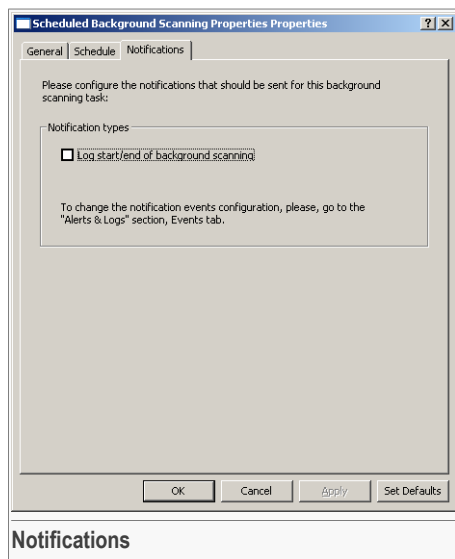 Scheduled Background Scanning Properties Properties
General Schedule Notifications
Please configure the notifications that should be sent for this background
scanning task:
Notification types
Log start/end of background scanning
To change the notification events configuration, please, go to the
"Alerts & Logs" section, Events tab.
OK Cancel Apply Set Defaults
Notifications